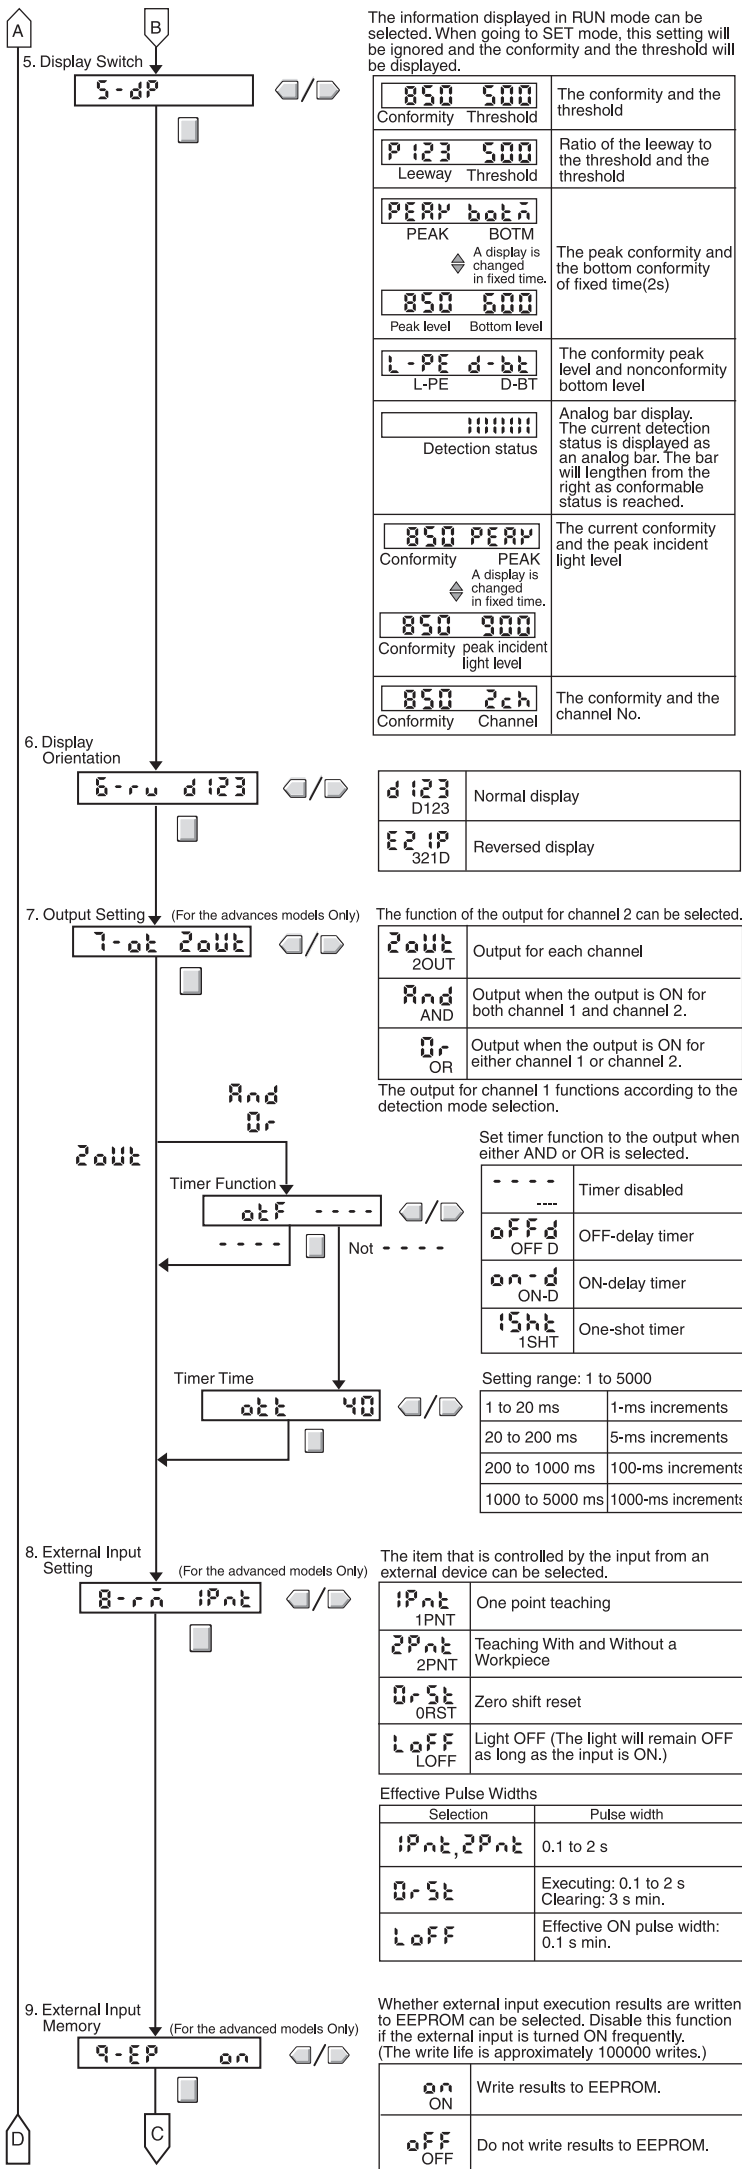 A
B
The information displayed in RUN mode can be
selected. When going to SET mode, this setting will
be ignored and the conformity and the threshold will
be displayed.
5. Display Switch
5-dP
850 500
Conformity Threshold
The conformity and the
threshold
P 123 500
Leeway Threshold
Ratio of the leeway to
the threshold and the
threshold
PEAK botm
PEAK BOTM
A display is
changed
in fixed time.
850 600
Peak level Bottom level
The peak conformity and
the bottom conformity
of fixed time(2s)
L-PE d-bt
L-PE D-BT
The conformity peak
level and nonconformity
bottom level
Detection status
Analog bar display.
The current detection
status is displayed as
an analog bar. The bar
will lengthen from the
right as conformable
status is reached.
850 PEAK
Conformity PEAK
A display is
changed
in fixed time.
850 900
Conformity peak incident
light level
The current conformity
and the peak incident
light level
850 2ch
Conformity Channel
The conformity and the
channel No.
6. Display
Orientation
6-rv d123
d123
D123
Normal display
321D
Reversed display
7. Output Setting (For the advances models Only)
7-ot 2oUt
The function of the output for channel 2 can be selected.
2oUt
2OUT
Output for each channel
And
AND
Output when the output is ON for
both channel 1 and channel 2.
Or
OR
Output when the output is ON for
either channel 1 or channel 2.
The output for channel 1 functions according to the
detection mode selection.
And
Or
2oUt
Timer Function
otF ----
---- Not ----
Set timer function to the output when
either AND or OR is selected.
----
----
Timer disabled
oFFd
OFF D
OFF-delay timer
on-d
ON-D
ON-delay timer
1Sht
1SHT
One-shot timer
Timer Time
ott 40
Setting range: 1 to 5000
1 to 20 ms 1-ms increments
20 to 200 ms 5-ms increments
200 to 1000 ms 100-ms increments
1000 to 5000 ms 1000-ms increments
8. External Input
Setting
(For the advanced models Only)
8-rm 1Pnt
The item that is controlled by the input from an
external device can be selected.
1Pnt
1PNT
One point teaching
2Pnt
2PNT
Teaching With and Without a
Workpiece
0rSt
0RST
Zero shift reset
LoFF
LOFF
Light OFF (The light will remain OFF
as long as the input is ON.)
Effective Pulse Widths
Selection Pulse width
1Pnt, 2Pnt 0.1 to 2 s
0rSt
Executing: 0.1 to 2 s
Clearing: 3 s min.
LoFF
Effective ON pulse width:
0.1 s min.
9. External Input
Memory
(For the advanced models Only)
9-EP on
Whether external input execution results are written
to EEPROM can be selected. Disable this function
if the external input is turned ON frequently.
(The write life is approximately 100000 writes.)
on
ON
Write results to EEPROM.
oFF
OFF
Do not write results to EEPROM.
D
C